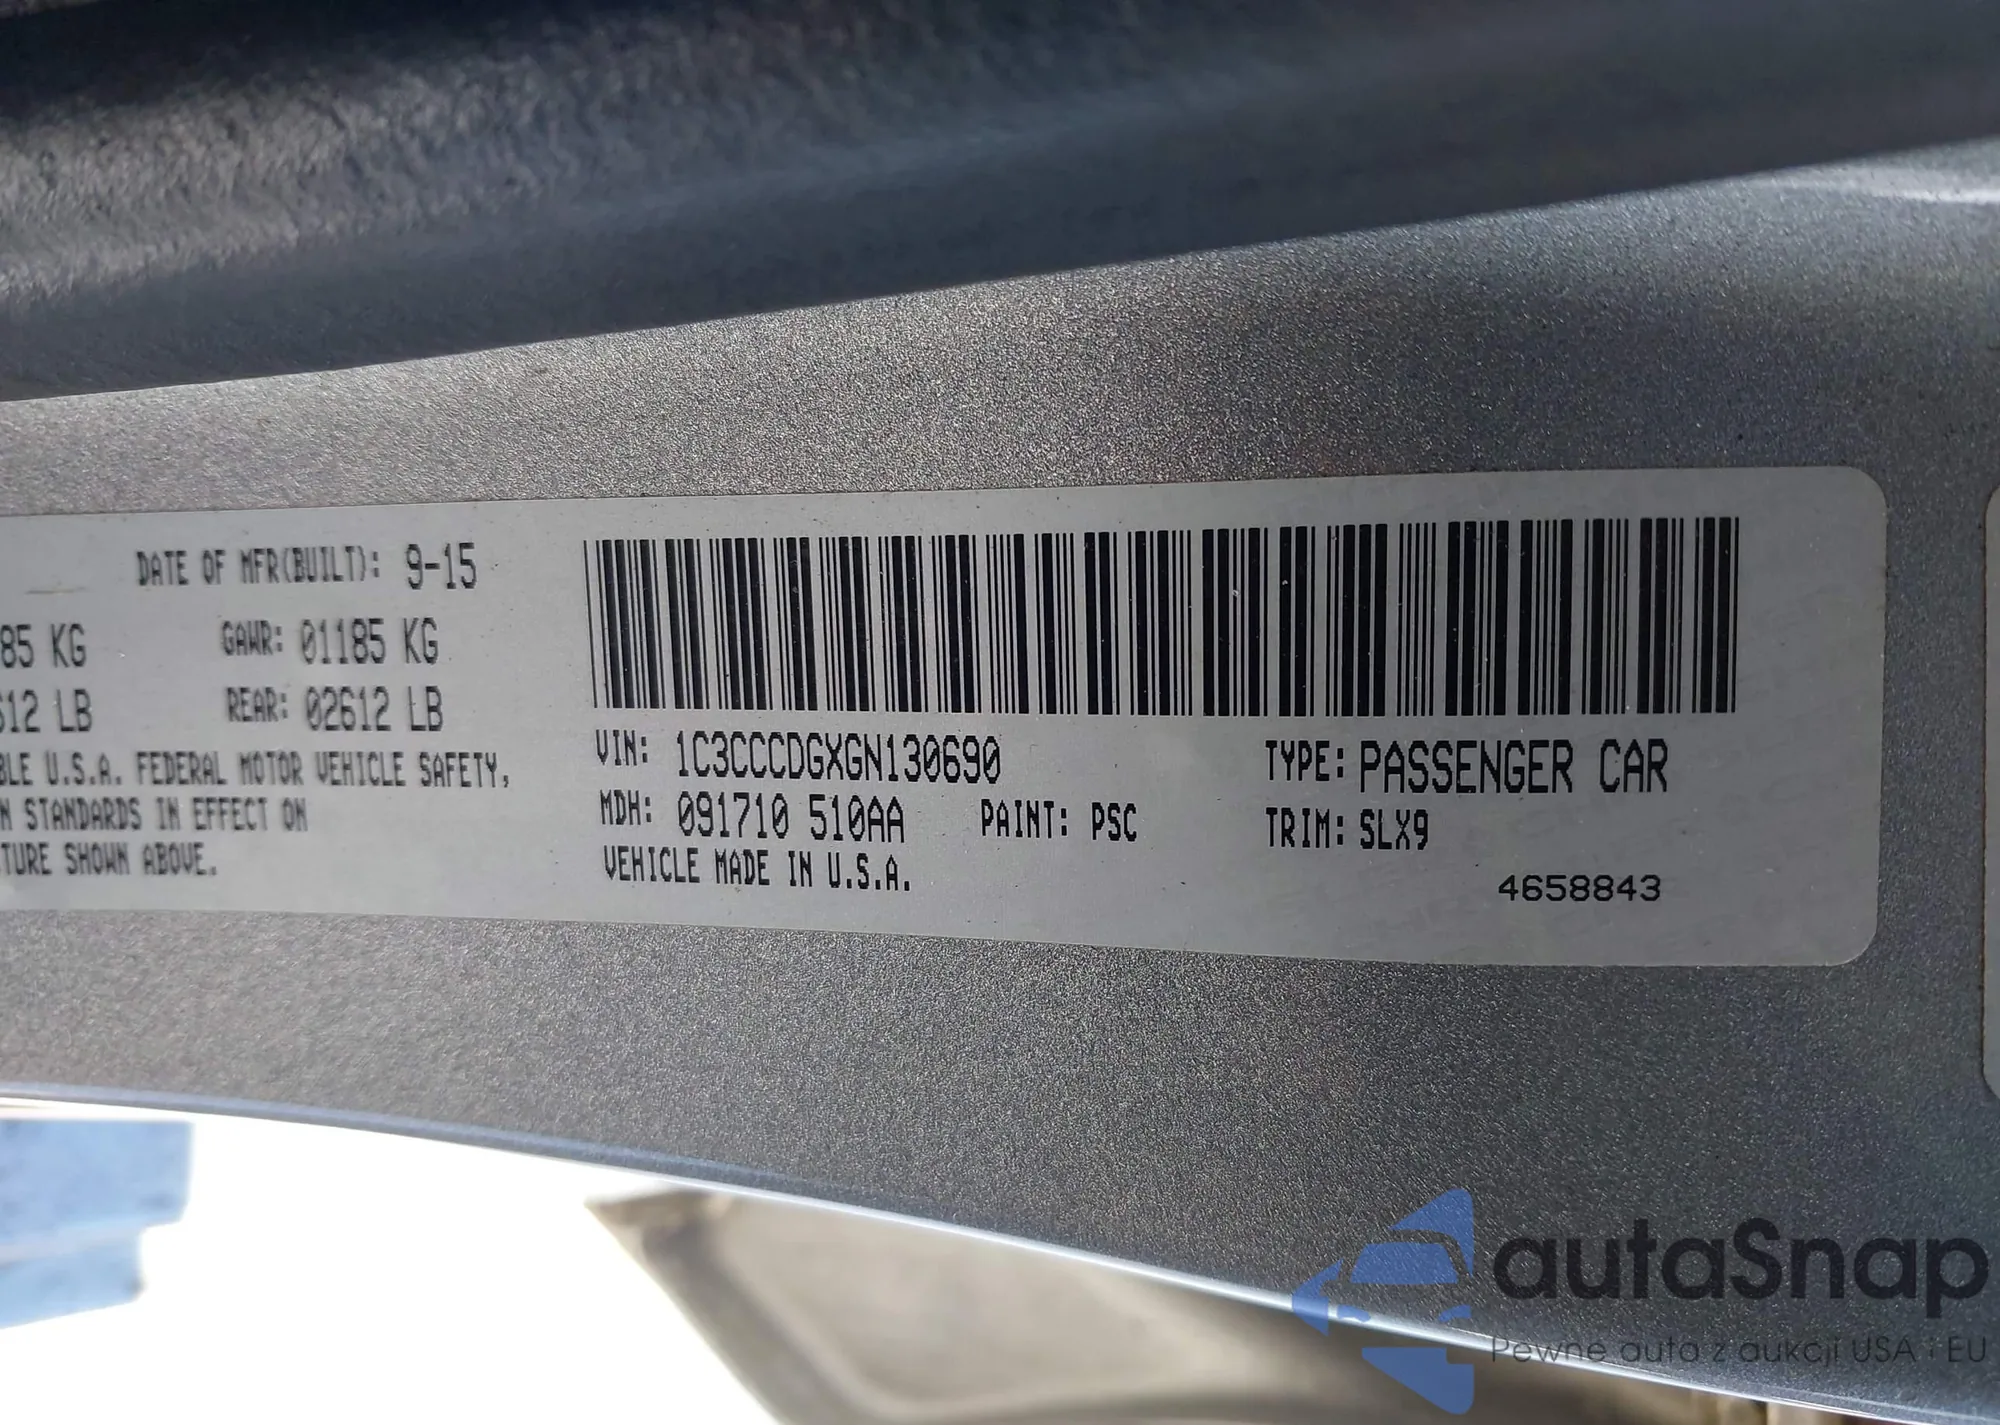 DATE OF MFR(BUILT): 9-15
85 KG GAWR: 01185 KG
612 LB REAR: 02612 LB
BLE U.S.A. FEDERAL MOTOR VEHICLE SAFETY,
N STANDARDS IN EFFECT ON
TURE SHOWN ABOVE.
VIN: 1C3CCCDGXGN130690 TYPE: PASSENGER CAR
MDH: 091710 510AA PAINT: PSC TRIM: SLX9
VEHICLE MADE IN U.S.A.
4658843
autaSnap
Pewne auto z aukcji USA i EU